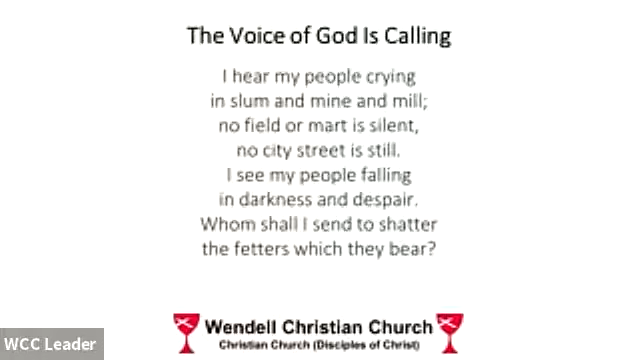 The Voice of God Is Calling
I hear my people crying
in slum and mine and mill;
no field or mart is silent,
no city street is still.
I see my people falling
in darkness and despair.
Whom shall I send to shatter
the fetters which they bear?
Wendell Christian Church
Christian Church (Disciples of Christ)
WCC Leader